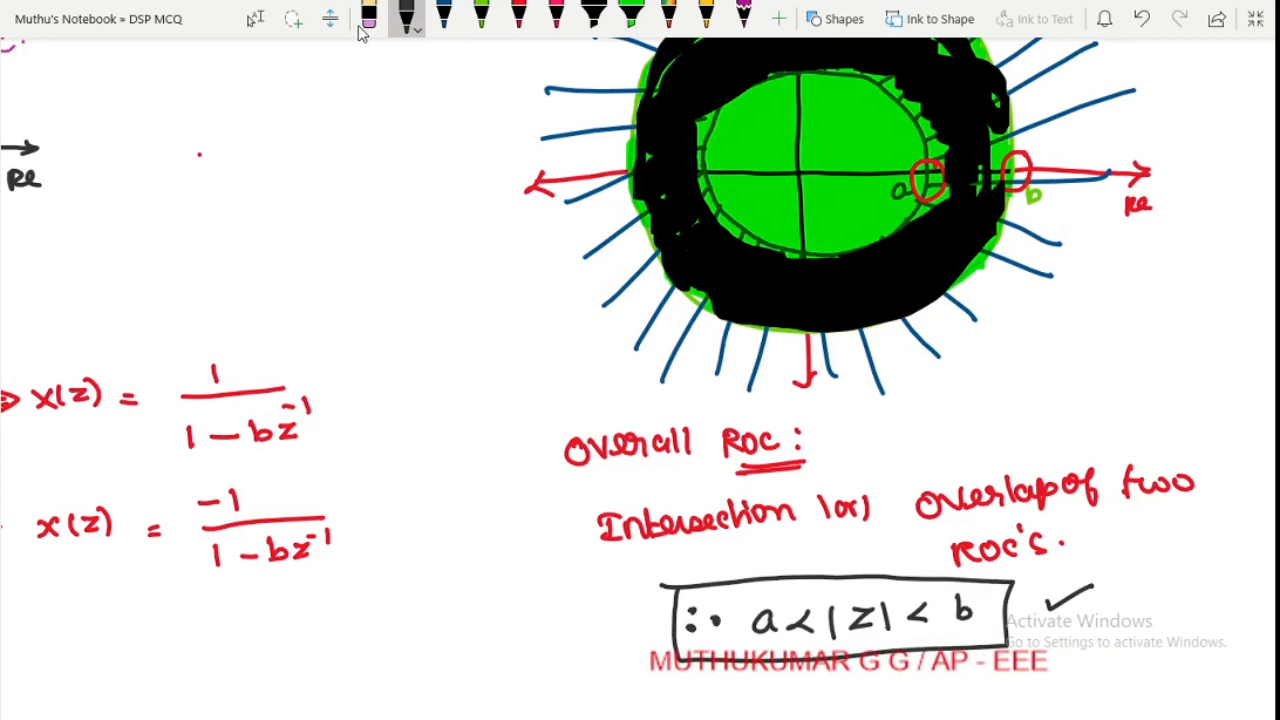 Muthu's Notebook » DSP MCQ
Shapes
Ink to Shape
Ink to Text
Re
a
b
Re
x(z) = 1 / 1 - bz^-1
x(z) = -1 / 1 - bz^-1
Overall ROC:
Intersection (or) overlap of two
ROC's.
∴ a < |z| < b ✓
Activate Windows
Go to Settings to activate Windows.
MUTHUKUMAR G G / AP - EEE